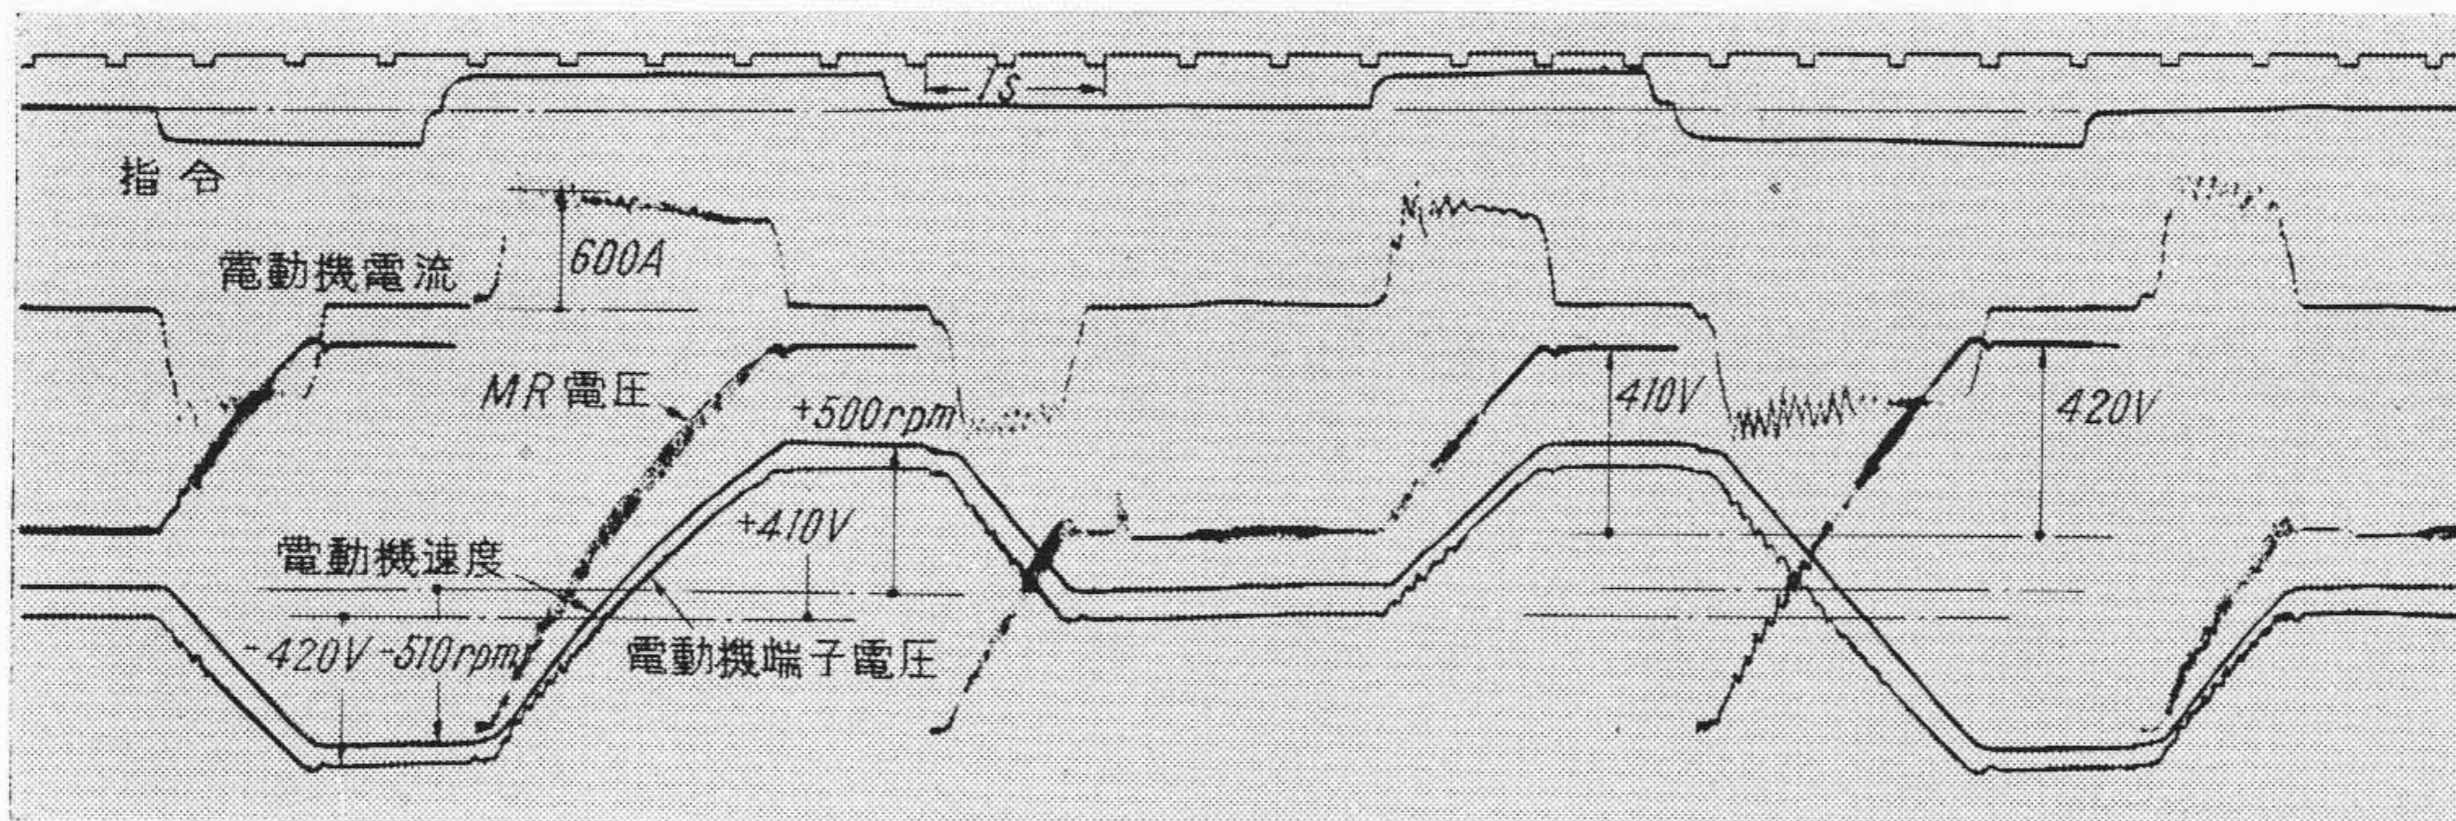 1S
指令
電動機電流
600A
MR電圧
+500rpm
410V
420V
+410V
電動機速度
-420V
-510rpm
電動機端子電圧